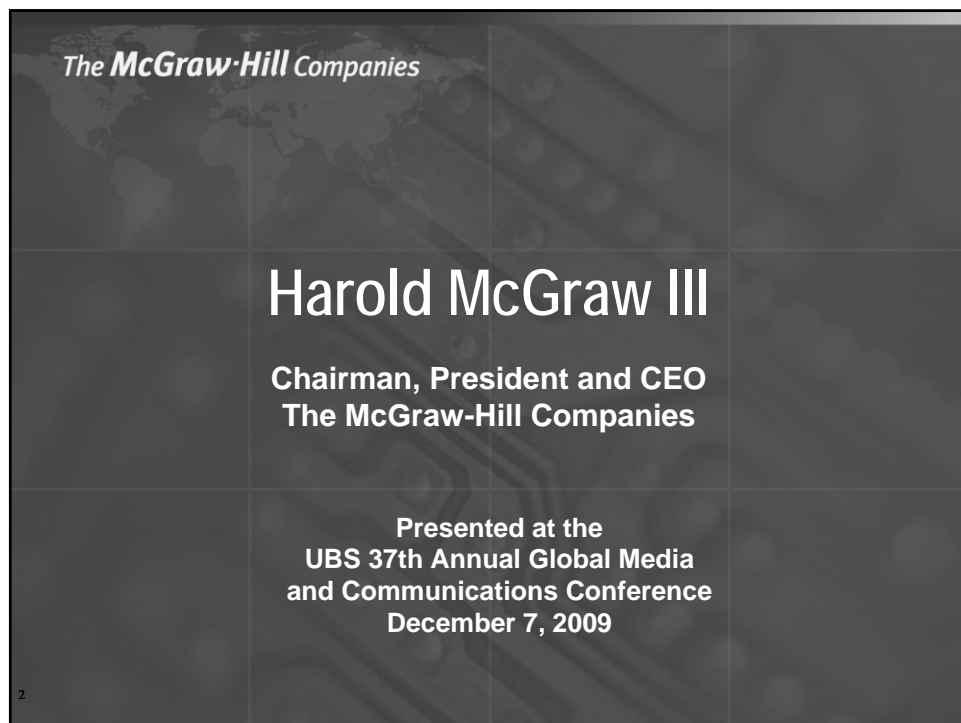 The McGraw·Hill Companies
Harold McGraw III
Chairman, President and CEO
The McGraw-Hill Companies
Presented at the
UBS 37th Annual Global Media
and Communications Conference
December 7, 2009
2